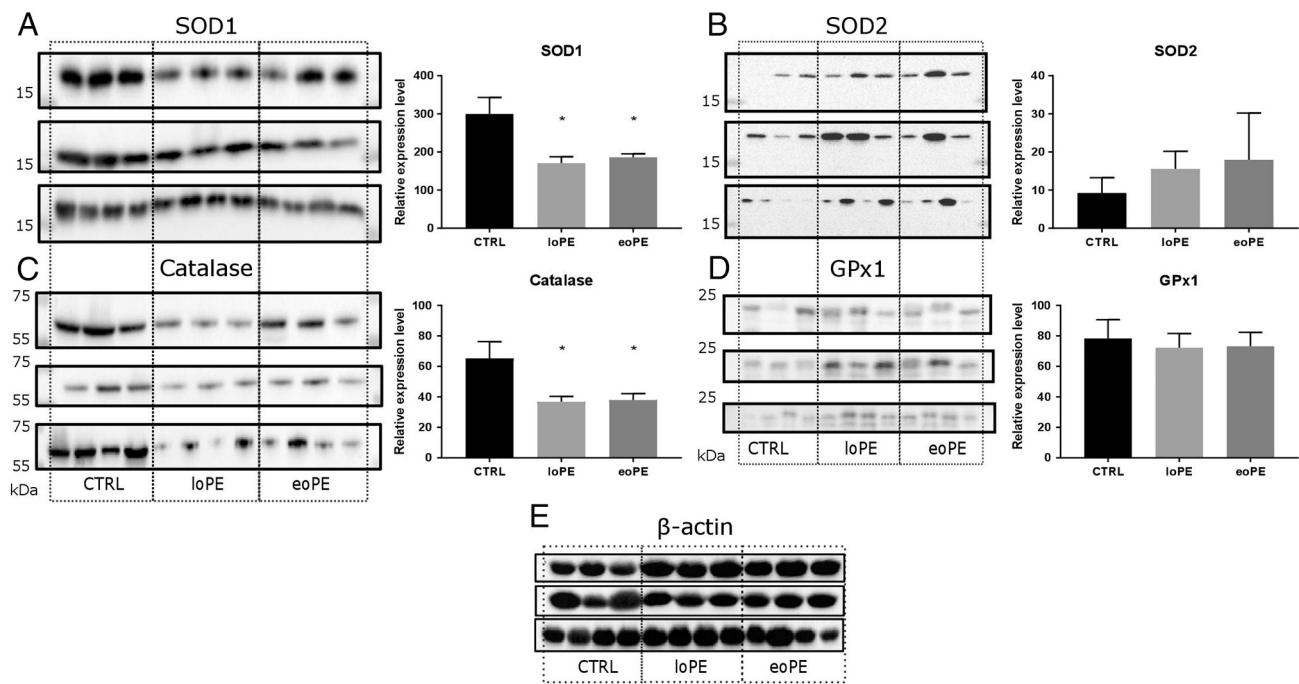 A
SOD1
15
15
15
SOD1
Relative expression level
400
300
200
100
0
CTRL
loPE
eoPE
*
*
B
SOD2
15
15
15
SOD2
Relative expression level
40
30
20
10
0
CTRL
loPE
eoPE
C
Catalase
75
55
75
55
75
55
kDa
CTRL
loPE
eoPE
Catalase
Relative expression level
100
80
60
40
20
0
CTRL
loPE
eoPE
*
*
D
GPx1
25
25
25
kDa
CTRL
loPE
eoPE
GPx1
Relative expression level
100
80
60
40
20
0
CTRL
loPE
eoPE
E
β-actin
CTRL
loPE
eoPE